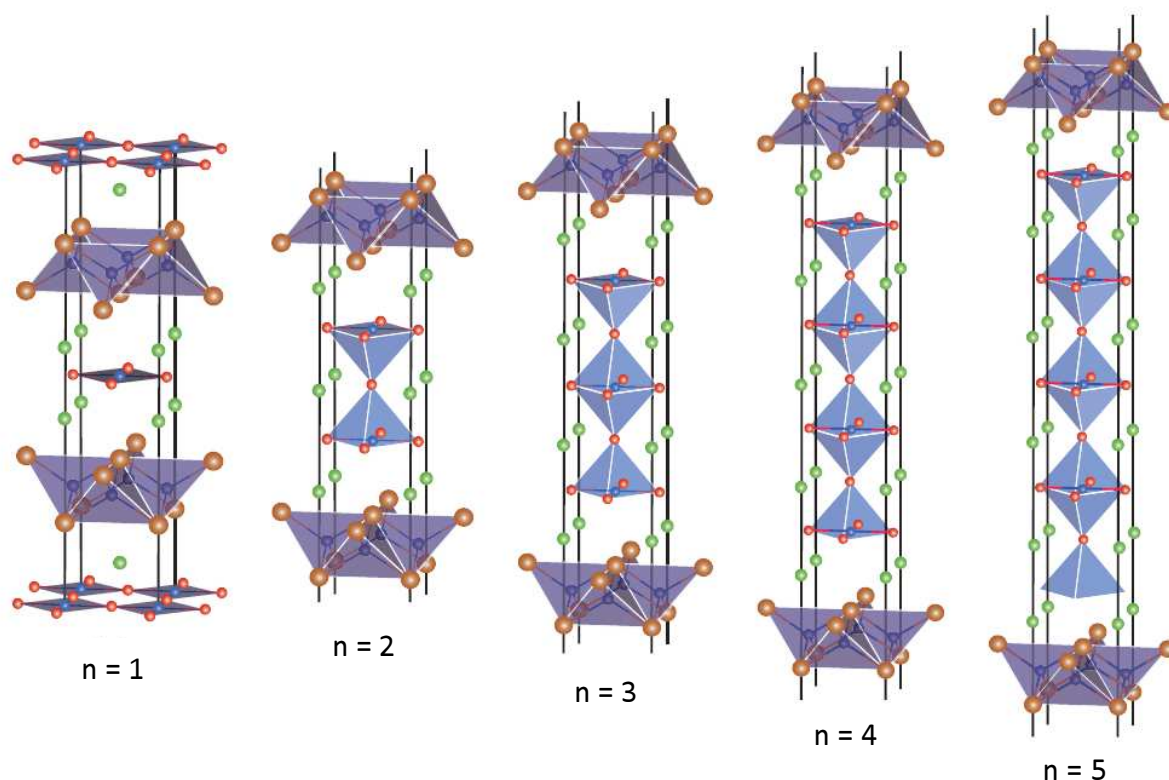 n = 1
n = 2
n = 3
n = 4
n = 5